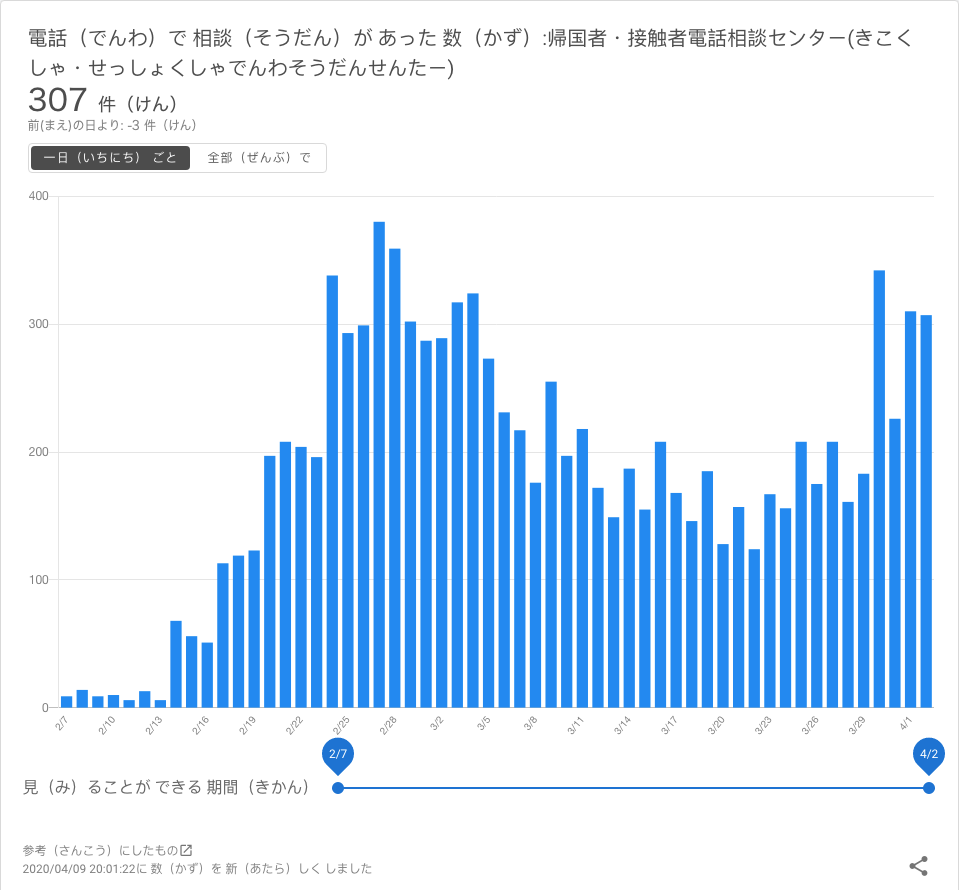 電話（でんわ）で 相談（そうだん）が あった 数（かず）:帰国者・接触者電話相談センター(きこく
しゃ・せっしょくしゃでんわそうだんせんたー)
307 件（けん）
前(まえ)の日より: -3 件（けん）
一日（いちにち） ごと 全部（ぜんぶ）で
400
300
200
100
0
2/7 2/10 2/13 2/16 2/19 2/22 2/25 2/28 3/2 3/5 3/8 3/11 3/14 3/17 3/20 3/23 3/26 3/29 4/1
2/7 4/2
見（み）ることが できる 期間（きかん）
参考（さんこう）にしたもの
2020/04/09 20:01:22に 数（かず）を 新（あたら）しく しました